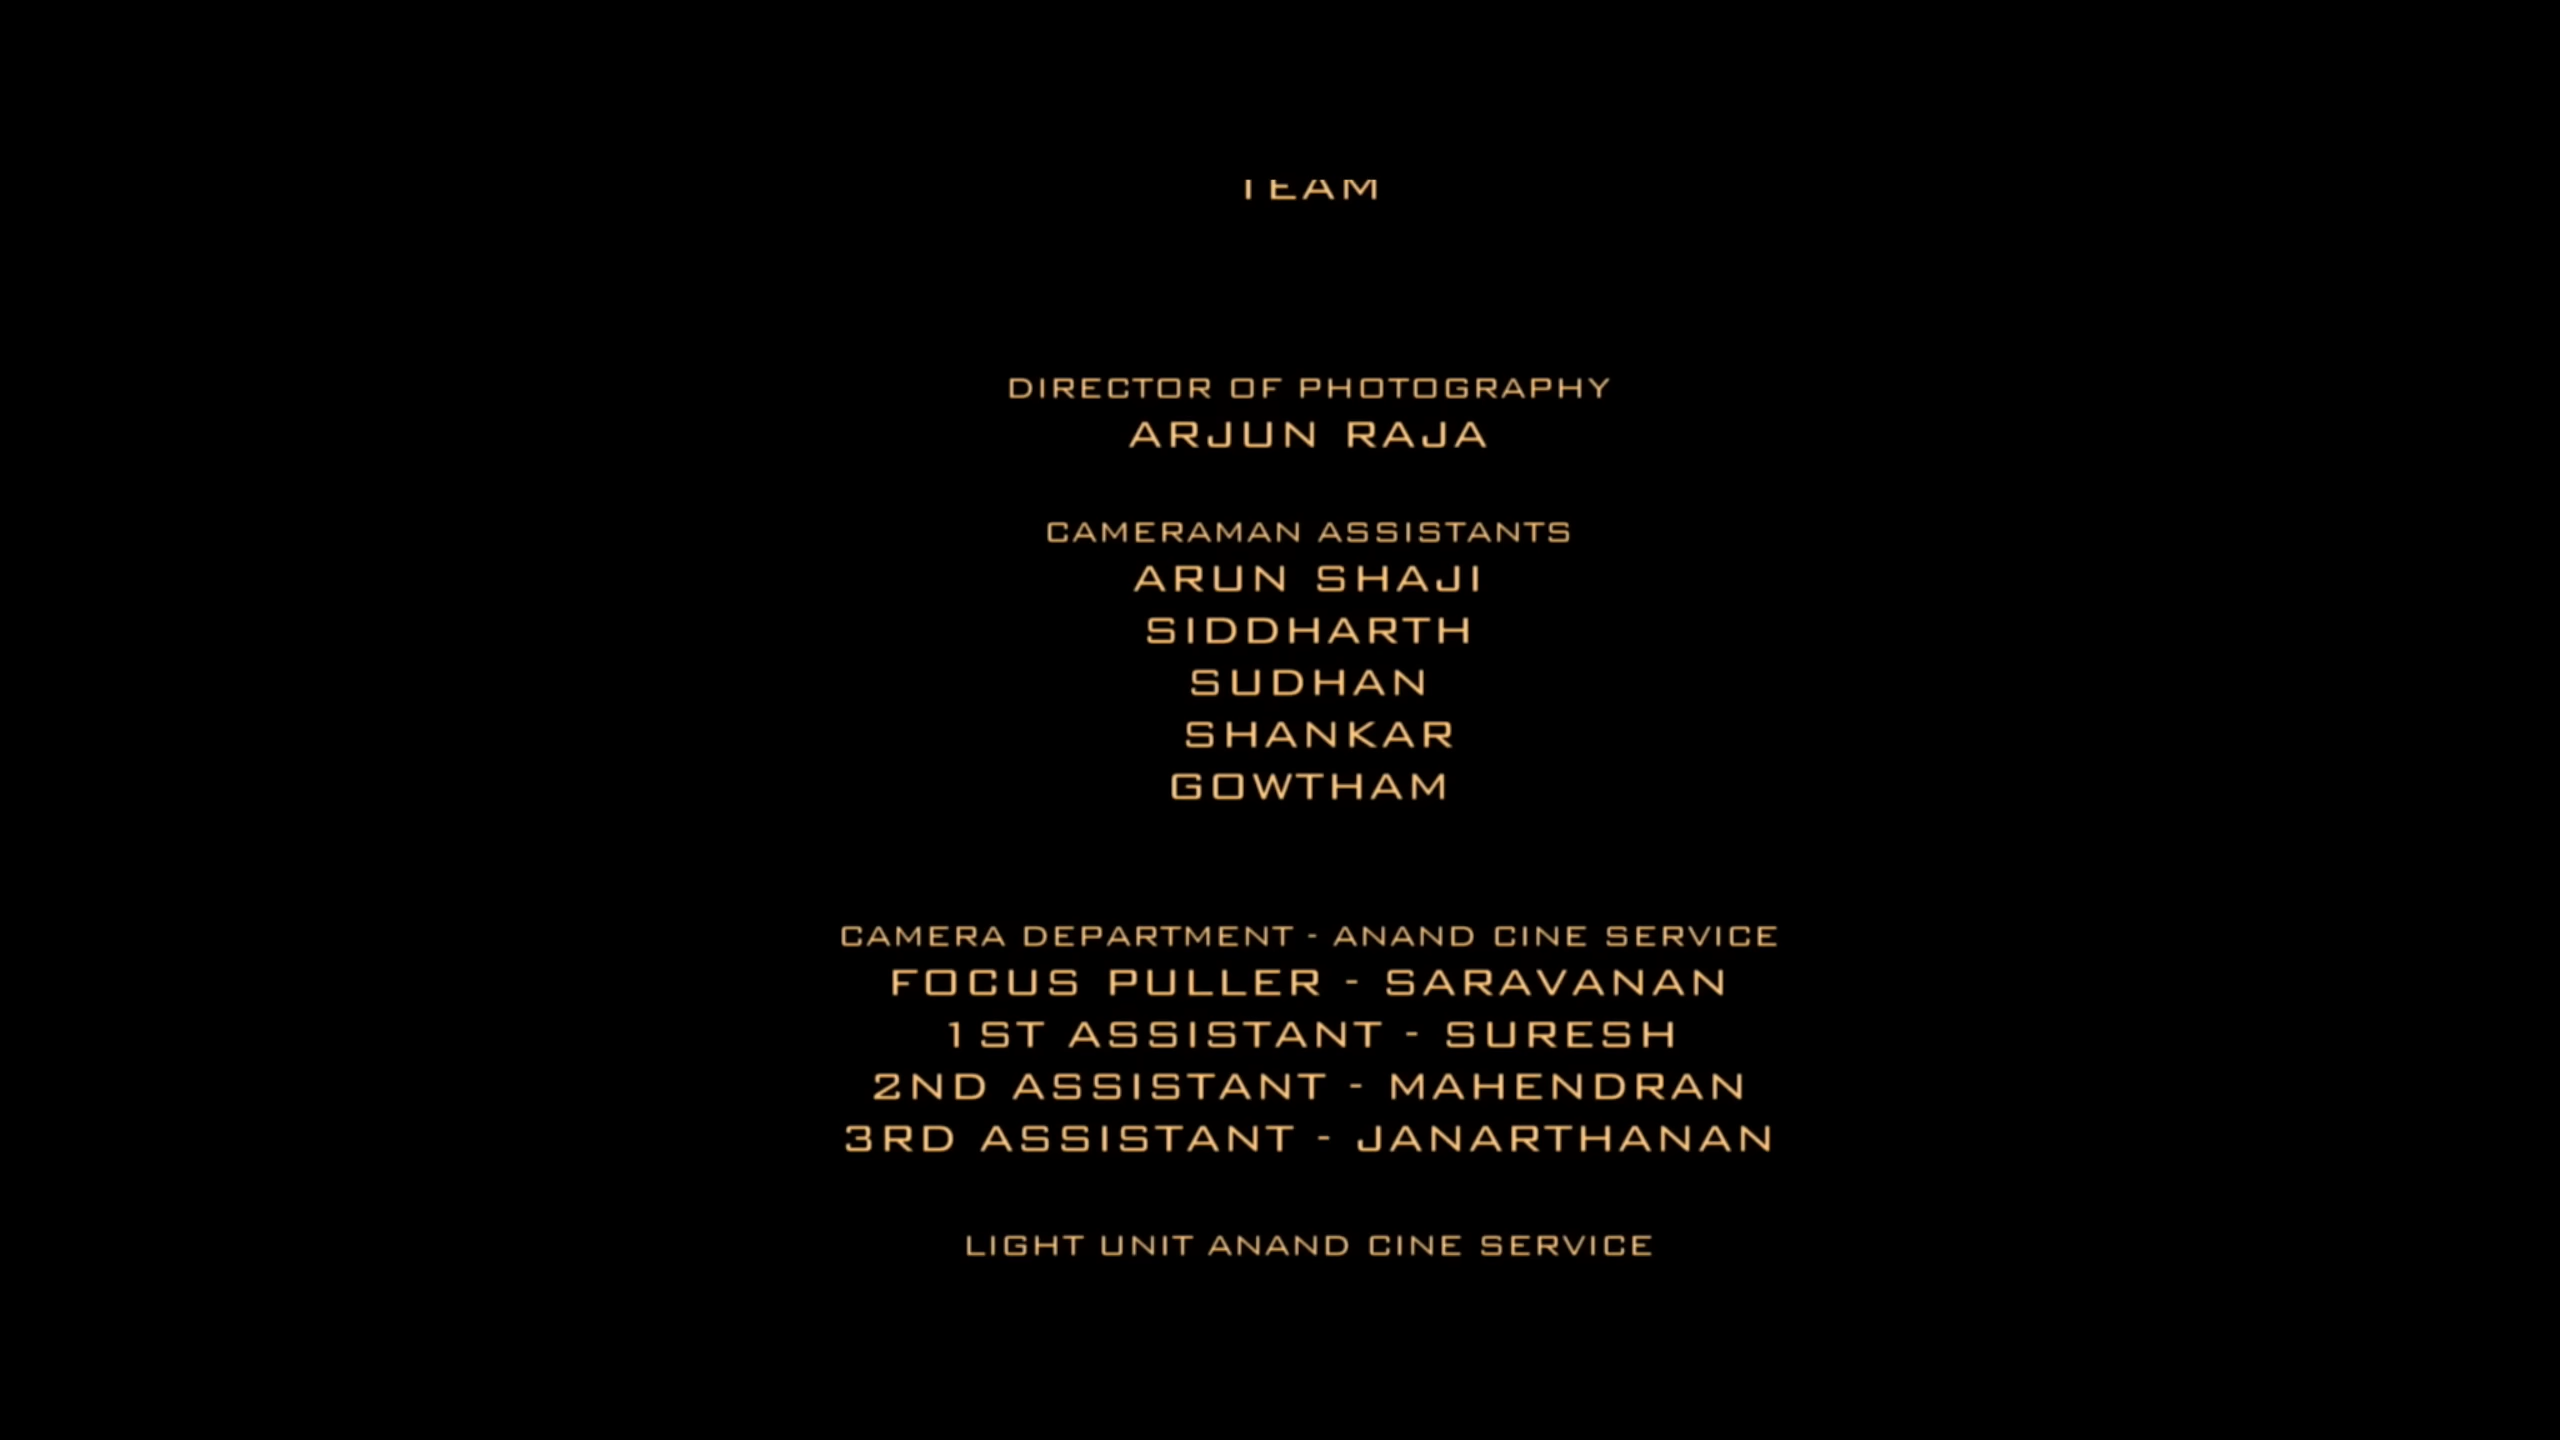 TEAM
DIRECTOR OF PHOTOGRAPHY
ARJUN RAJA
CAMERAMAN ASSISTANTS
ARUN SHAJI
SIDDHARTH
SUDHAN
SHANKAR
GOWTHAM
CAMERA DEPARTMENT - ANAND CINE SERVICE
FOCUS PULLER - SARAVANAN
1ST ASSISTANT - SURESH
2ND ASSISTANT - MAHENDRAN
3RD ASSISTANT - JANARTHANAN
LIGHT UNIT ANAND CINE SERVICE